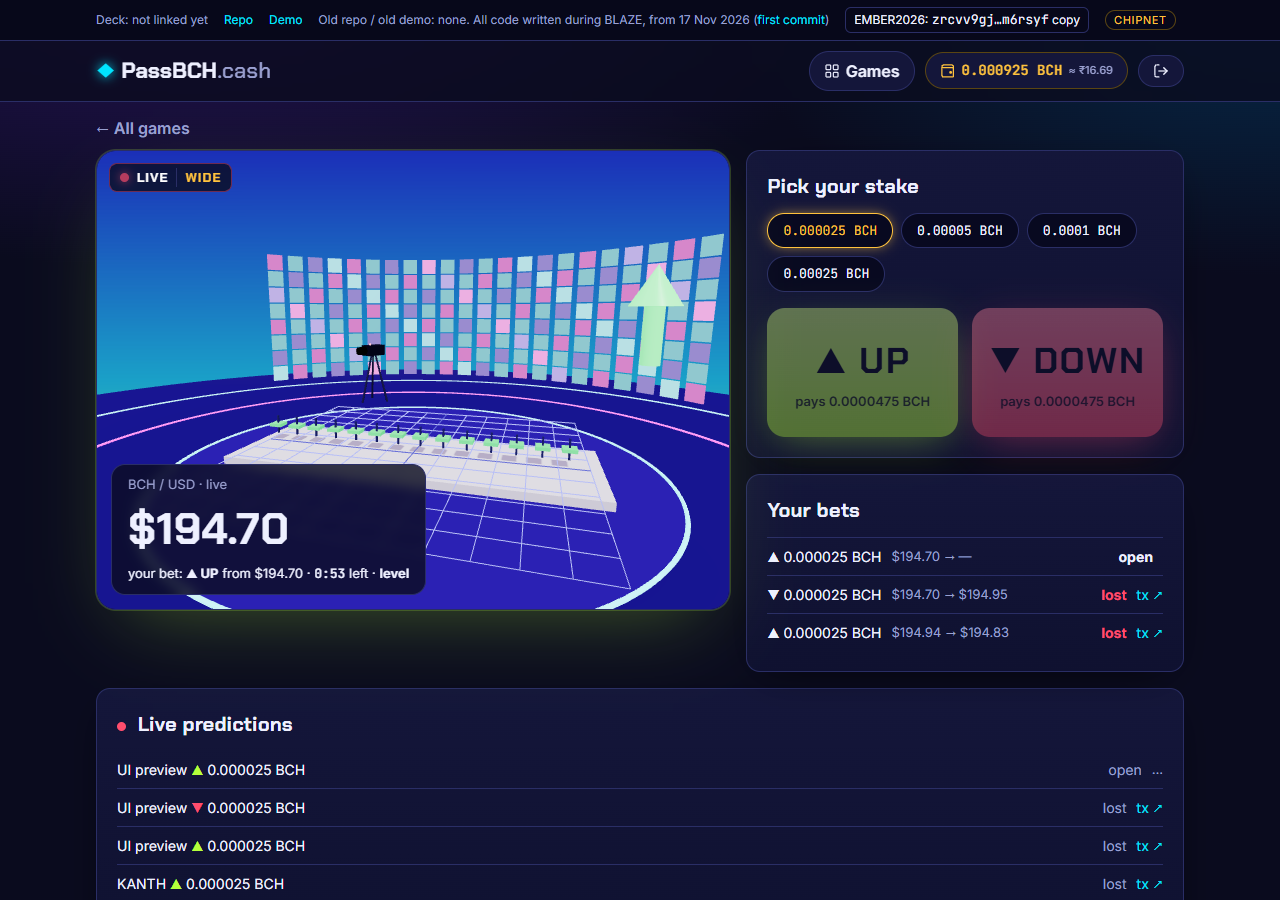 Deck: not linked yet Repo Demo Old repo / old demo: none. All code written during BLAZE, from 17 Nov 2026 (first commit) EMBER2026: zrcvv9gj…m6rsyf copy CHIPNET
PassBCH.cash Games 0.000925 BCH ≈ ₹16.69
← All games
LIVE WIDE
BCH / USD · live
$194.70
your bet: ▲ UP from $194.70 · 0:53 left · level
Pick your stake
0.000025 BCH 0.00005 BCH 0.0001 BCH
0.00025 BCH
▲ UP
pays 0.0000475 BCH
▼ DOWN
pays 0.0000475 BCH
Your bets
▲ 0.000025 BCH $194.70 → — open
▼ 0.000025 BCH $194.70 → $194.95 lost tx ↗
▲ 0.000025 BCH $194.94 → $194.83 lost tx ↗
Live predictions
UI preview ▲ 0.000025 BCH open …
UI preview ▼ 0.000025 BCH lost tx ↗
UI preview ▲ 0.000025 BCH lost tx ↗
KANTH ▲ 0.000025 BCH lost tx ↗